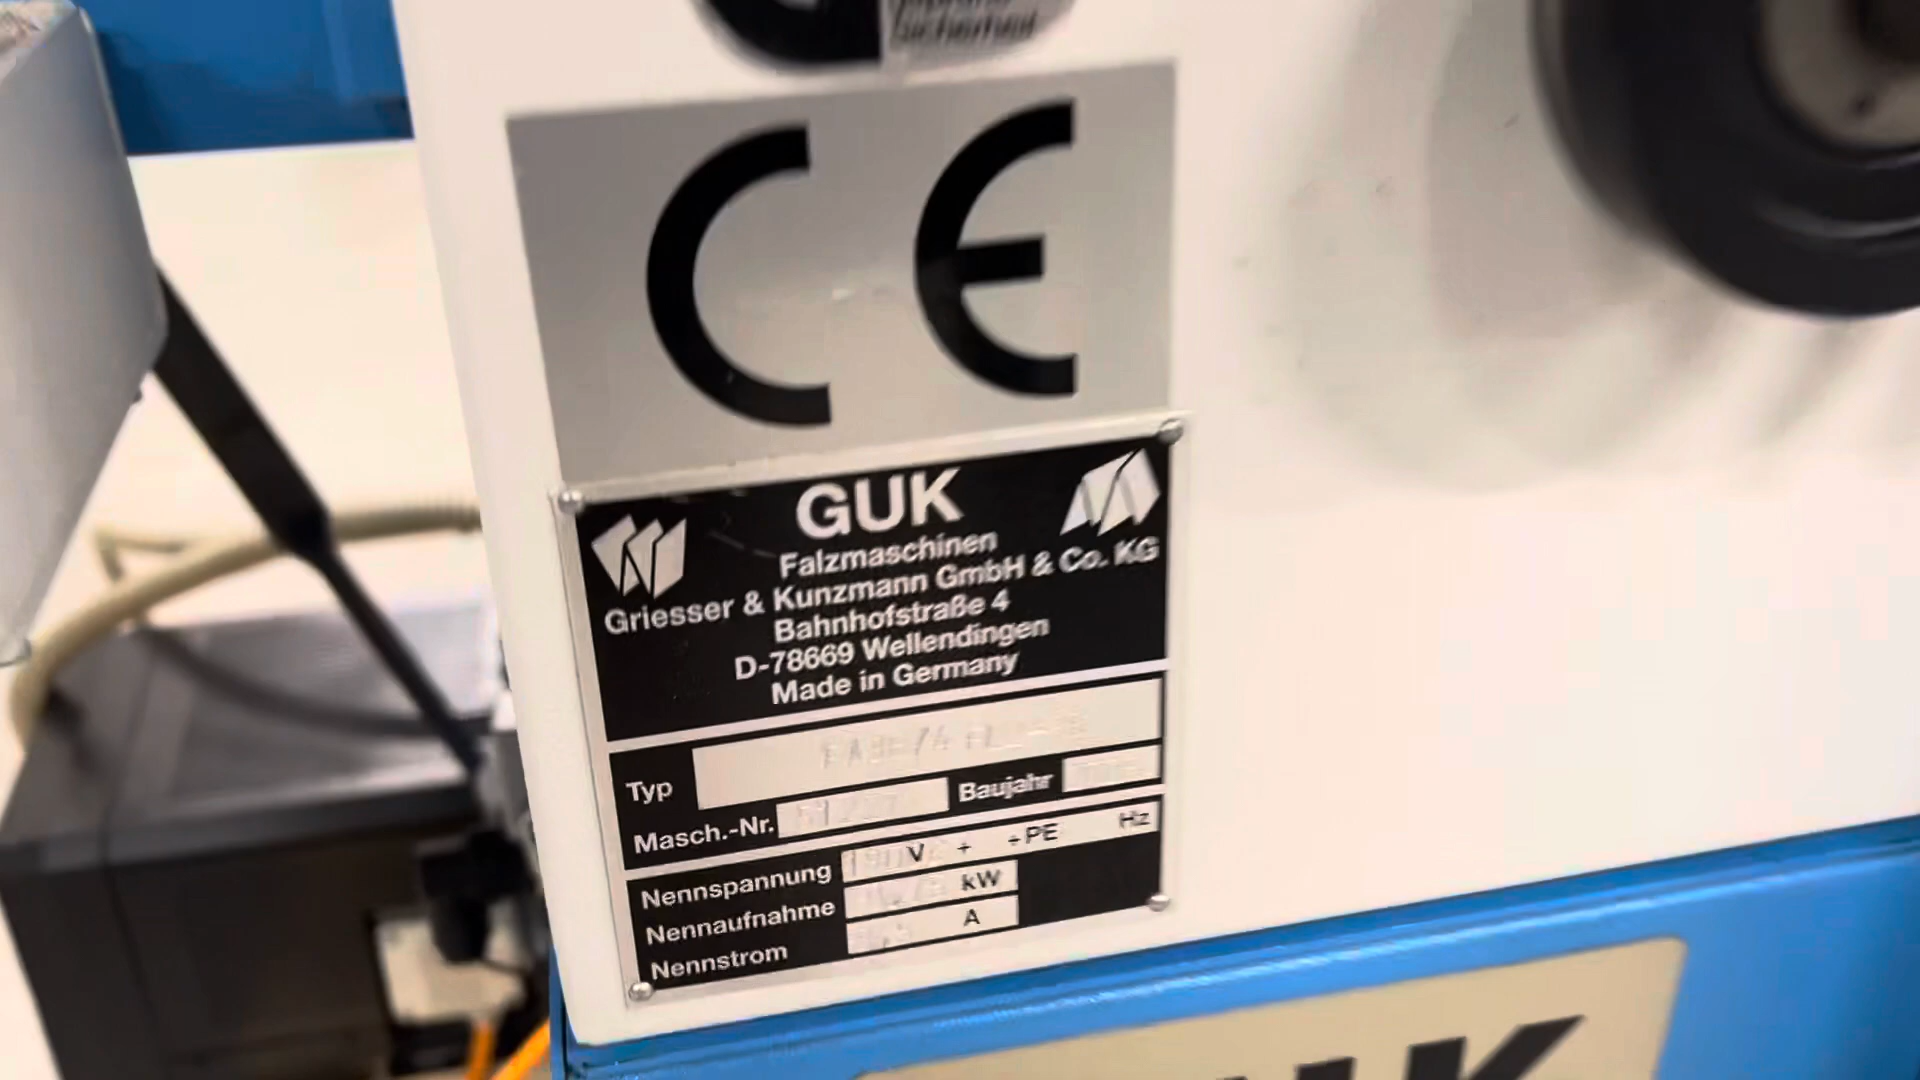 Sicherheit
CE
GUK
Falzmaschinen
Griesser & Kunzmann GmbH & Co. KG
Bahnhofstraße 4
D-78669 Wellendingen
Made in Germany
Typ
Masch.-Nr. Baujahr
Nennspannung V + ÷PE Hz
Nennaufnahme kW
Nennstrom A